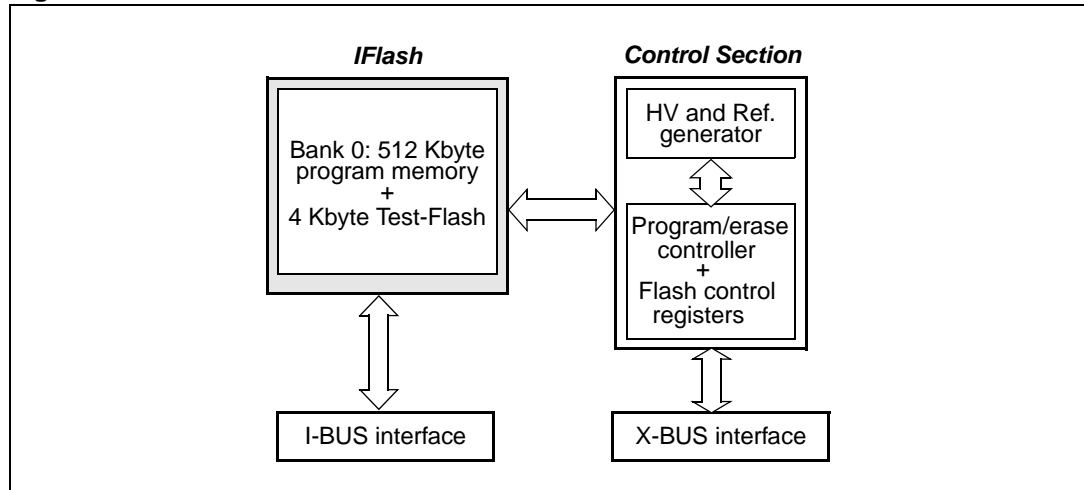 IFlash
Control Section
Bank 0: 512 Kbyte
program memory
+
4 Kbyte Test-Flash
HV and Ref.
generator
Program/erase
controller
+
Flash control
registers
I-BUS interface
X-BUS interface